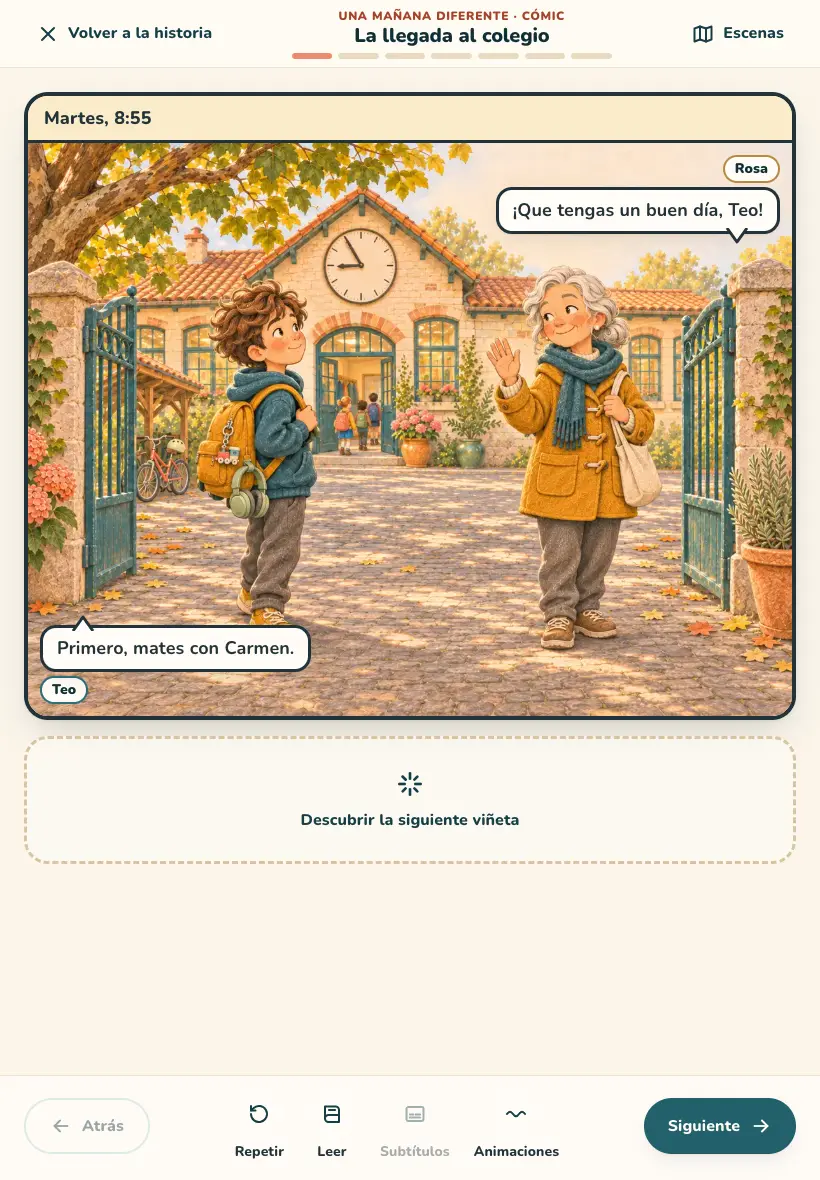 Volver a la historia
UNA MAÑANA DIFERENTE · CÓMIC
La llegada al colegio
Escenas
Martes, 8:55
Rosa
¡Que tengas un buen día, Teo!
Primero, mates con Carmen.
Teo
Descubrir la siguiente viñeta
Atrás
Repetir
Leer
Subtítulos
Animaciones
Siguiente